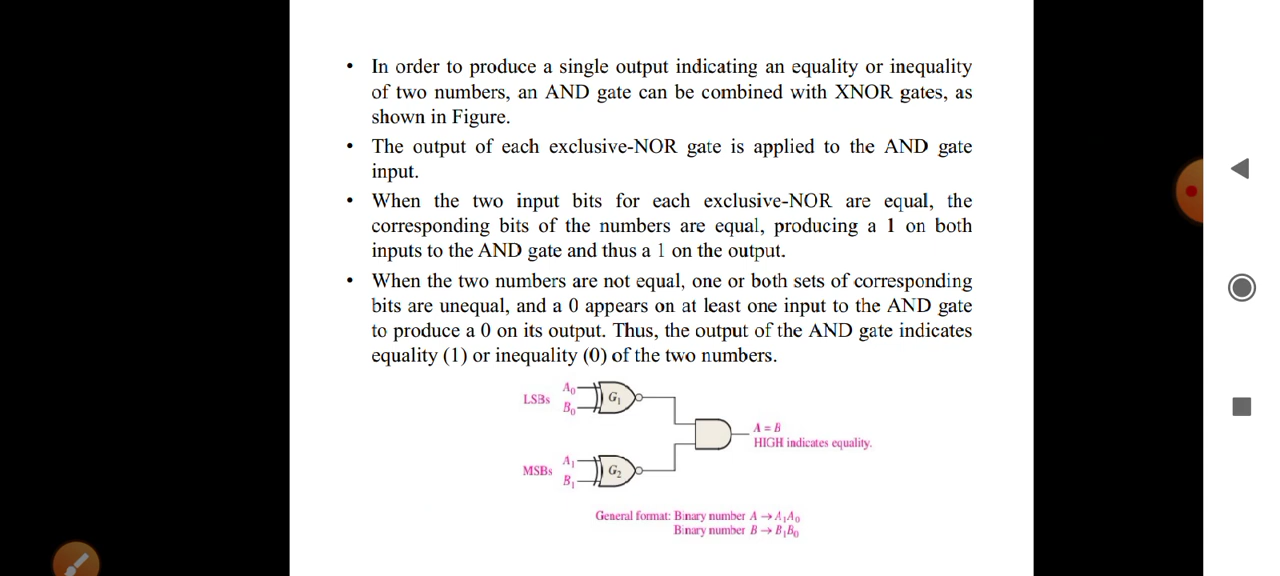 • In order to produce a single output indicating an equality or inequality
of two numbers, an AND gate can be combined with XNOR gates, as
shown in Figure.
• The output of each exclusive-NOR gate is applied to the AND gate
input.
• When the two input bits for each exclusive-NOR are equal, the
corresponding bits of the numbers are equal, producing a 1 on both
inputs to the AND gate and thus a 1 on the output.
• When the two numbers are not equal, one or both sets of corresponding
bits are unequal, and a 0 appears on at least one input to the AND gate
to produce a 0 on its output. Thus, the output of the AND gate indicates
equality (1) or inequality (0) of the two numbers.
LSBs
A₀
B₀
G₁
A = B
HIGH indicates equality.
MSBs
A₁
B₁
G₂
General format: Binary number A → A₁A₀
Binary number B → B₁B₀